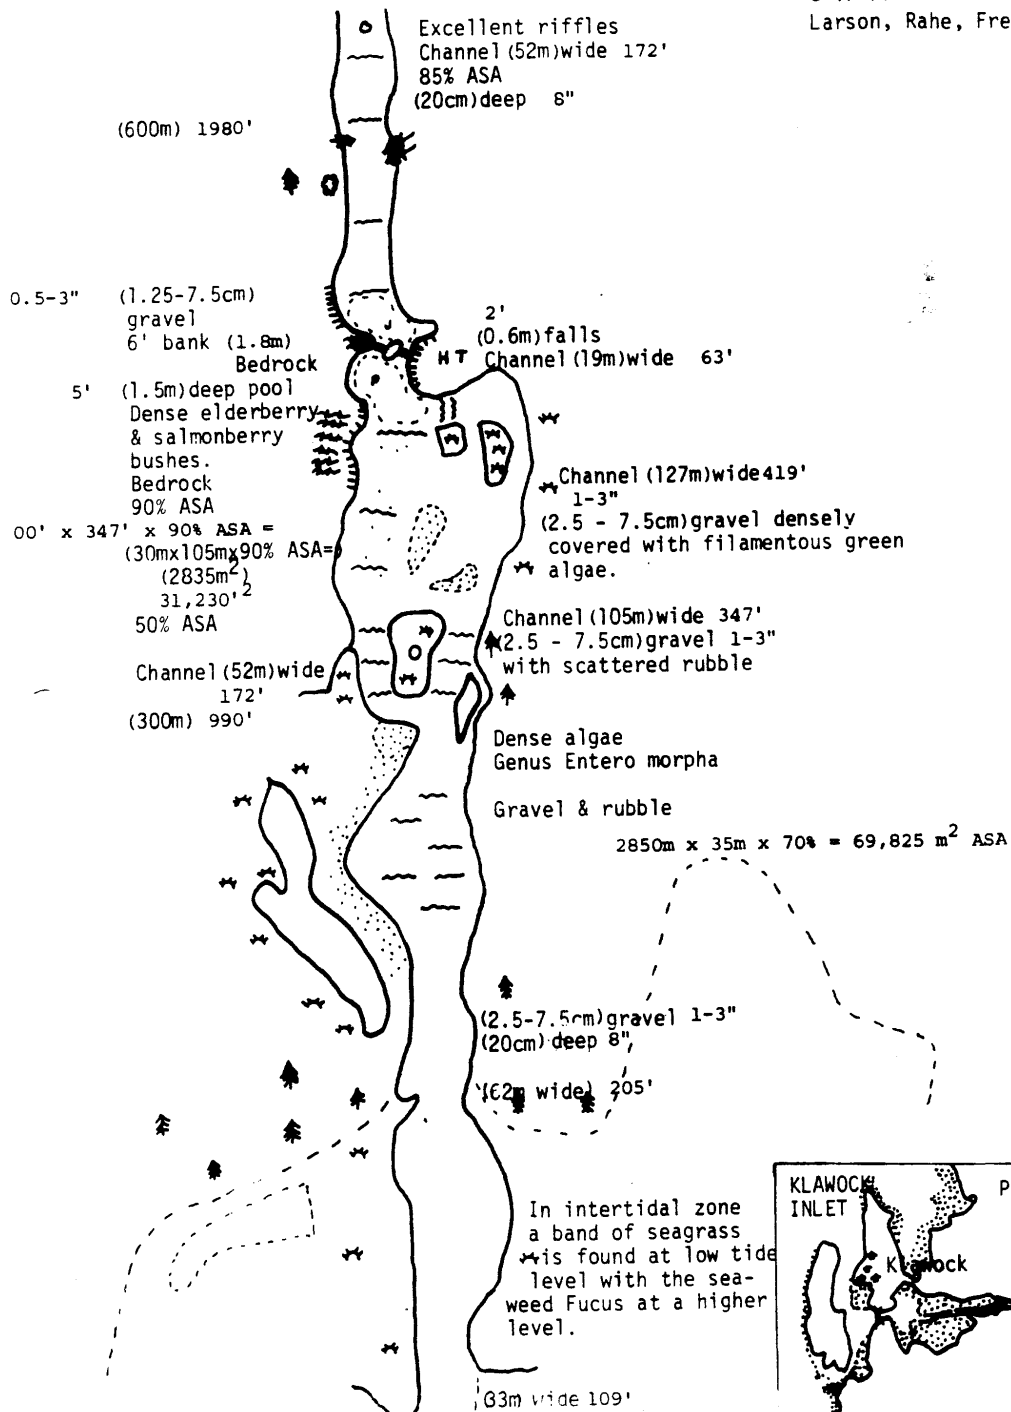 Larson, Rahe, Fre
Excellent riffles
Channel (52m)wide 172'
85% ASA
(20cm)deep 8"
(600m) 1980'
0.5-3" (1.25-7.5cm)
gravel
6' bank (1.8m)
Bedrock
5' (1.5m)deep pool
Dense elderberry
& salmonberry
bushes.
Bedrock
90% ASA
00' x 347' x 90% ASA =
(30mx105mx90% ASA=)
(2835m²)
31,230'²
50% ASA
Channel (52m)wide
172'
(300m) 990'
2'
(0.6m)falls
HT Channel (19m)wide 63'
Channel (127m)wide 419'
1-3"
(2.5 - 7.5cm)gravel densely
covered with filamentous green
algae.
Channel (105m)wide 347'
(2.5 - 7.5cm)gravel 1-3"
with scattered rubble
Dense algae
Genus Entero morpha
Gravel & rubble
2850m x 35m x 70% = 69,825 m² ASA
(2.5-7.5cm)gravel 1-3"
(20cm) deep 8"
(62m wide) 205'
In intertidal zone
a band of seagrass
is found at low tide
level with the sea-
weed Fucus at a higher
level.
33m wide 109'
KLAWOCK
INLET
P
Klawock